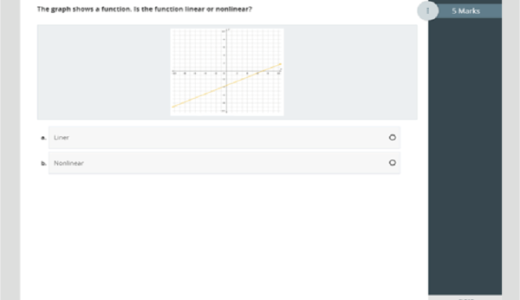 The graph shows a function. Is the function linear or nonlinear?
1
5 Marks
a. Liner
b. Nonlinear